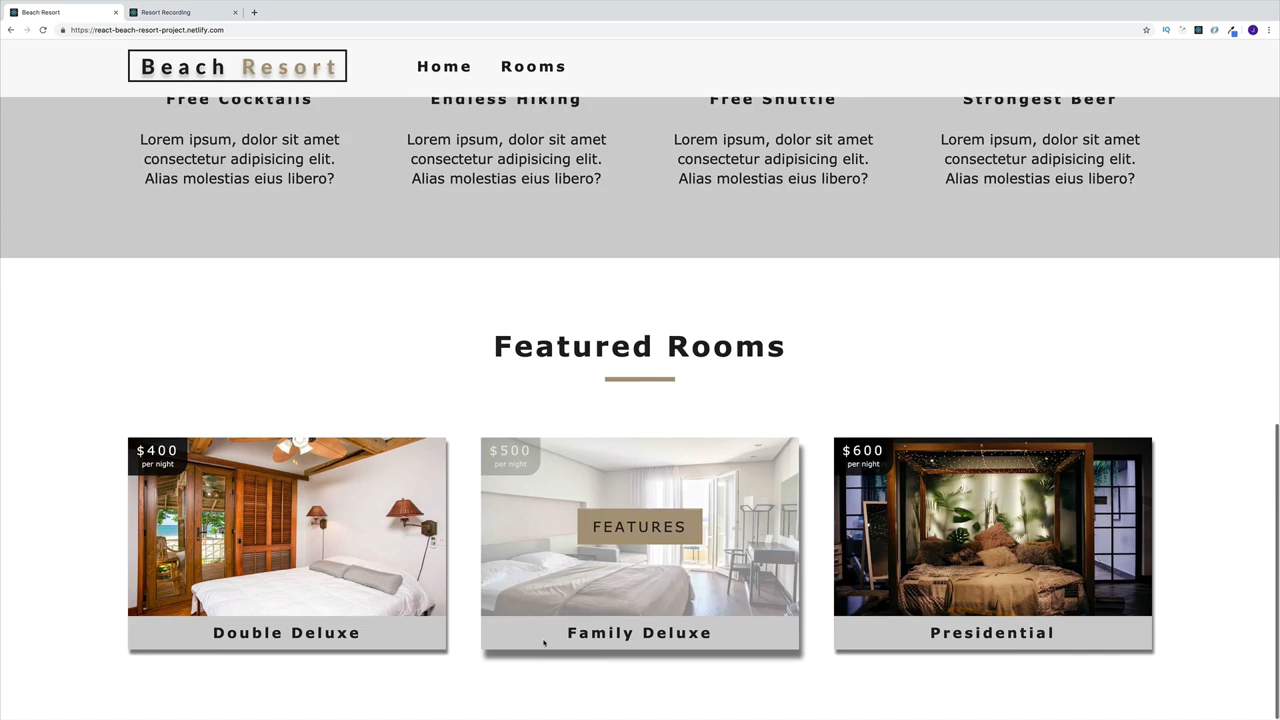 Beach Resort
Resort Recording
https://react-beach-resort-project.netlify.com
IQ
J
Beach Resort
Home
Rooms
Free Cocktails
Endless Hiking
Free Shuttle
Strongest Beer
Lorem ipsum, dolor sit amet
consectetur adipisicing elit.
Alias molestias eius libero?
Lorem ipsum, dolor sit amet
consectetur adipisicing elit.
Alias molestias eius libero?
Lorem ipsum, dolor sit amet
consectetur adipisicing elit.
Alias molestias eius libero?
Lorem ipsum, dolor sit amet
consectetur adipisicing elit.
Alias molestias eius libero?
Featured Rooms
$400
per night
Double Deluxe
$500
per night
FEATURES
Family Deluxe
$600
per night
Presidential